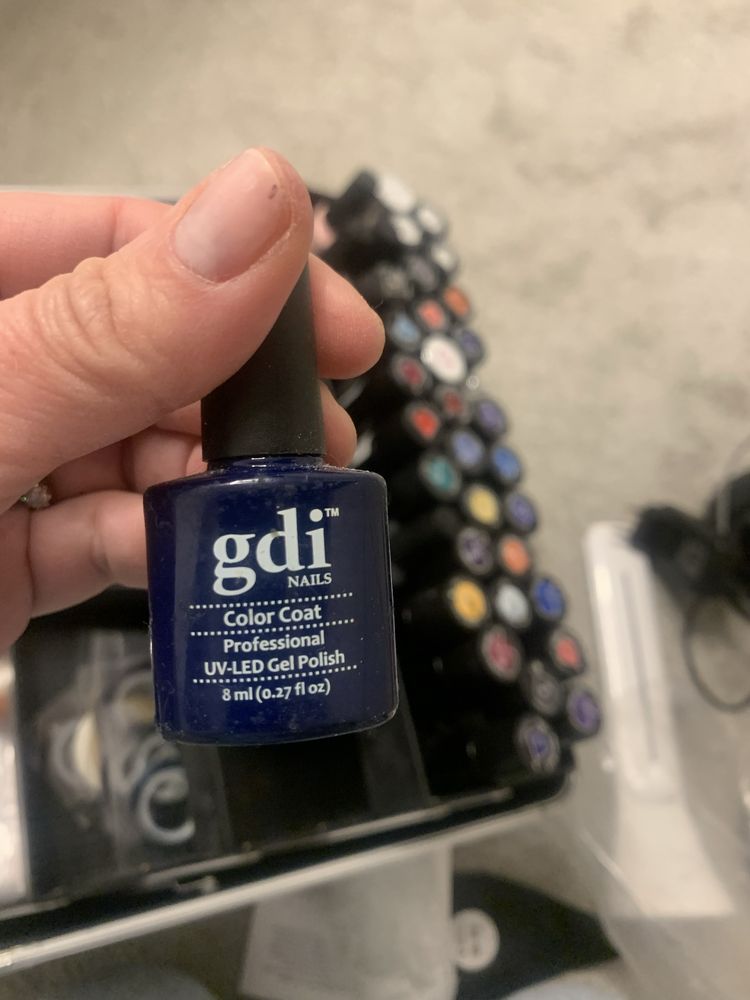 gdi™
NAILS
Color Coat
Professional
UV-LED Gel Polish
8 ml (0.27 fl oz)